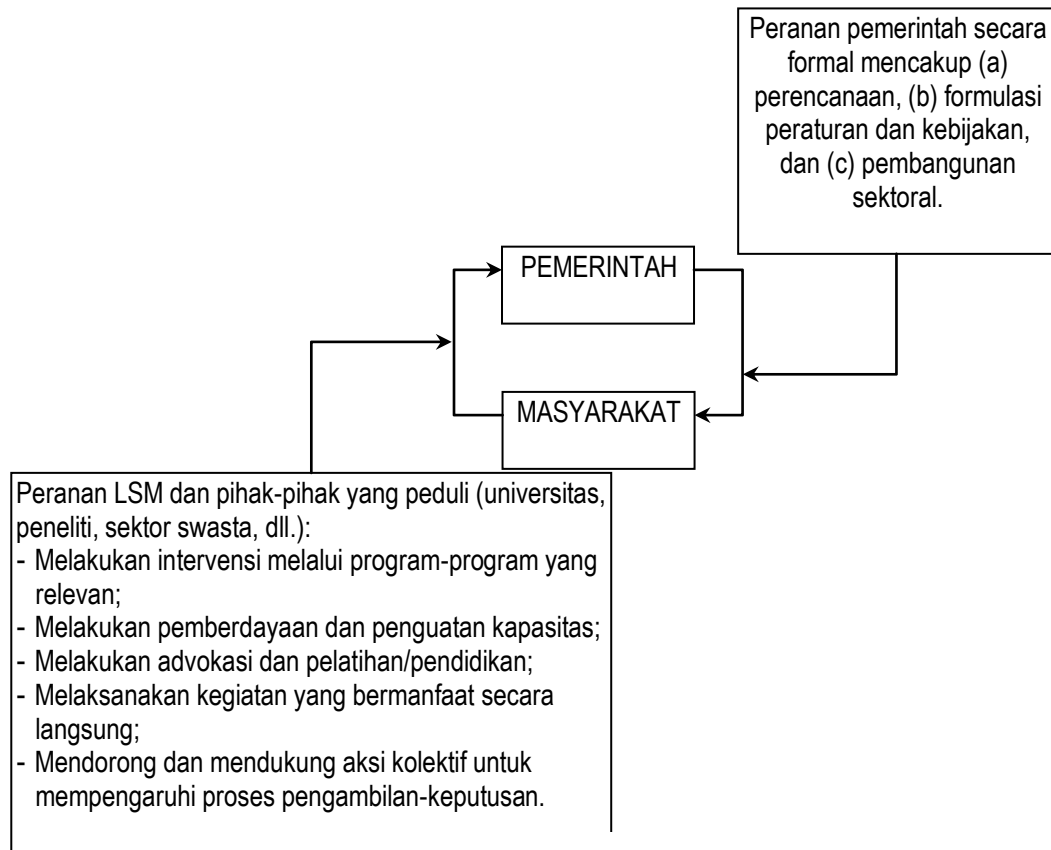 Peranan pemerintah secara
formal mencakup (a)
perencanaan, (b) formulasi
peraturan dan kebijakan,
dan (c) pembangunan
sektoral.
PEMERINTAH
MASYARAKAT
Peranan LSM dan pihak-pihak yang peduli (universitas,
peneliti, sektor swasta, dll.):
- Melakukan intervensi melalui program-program yang
relevan;
- Melakukan pemberdayaan dan penguatan kapasitas;
- Melakukan advokasi dan pelatihan/pendidikan;
- Melaksanakan kegiatan yang bermanfaat secara
langsung;
- Mendorong dan mendukung aksi kolektif untuk
mempengaruhi proses pengambilan-keputusan.